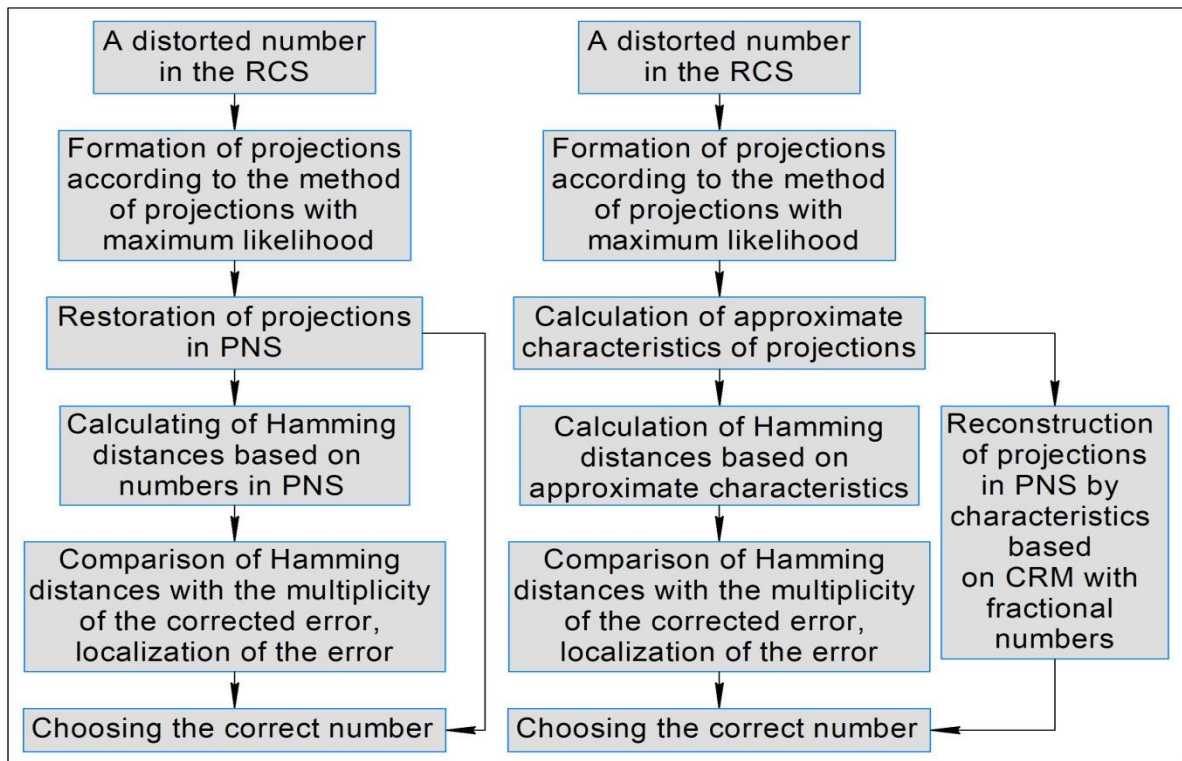 A distorted number
in the RCS
Formation of projections
according to the method
of projections with
maximum likelihood
Restoration of projections
in PNS
Calculating of Hamming
distances based on
numbers in PNS
Comparison of Hamming
distances with the multiplicity
of the corrected error,
localization of the error
Choosing the correct number
A distorted number
in the RCS
Formation of projections
according to the method
of projections with
maximum likelihood
Calculation of approximate
characteristics of projections
Calculation of Hamming
distances based on
approximate characteristics
Comparison of Hamming
distances with the multiplicity
of the corrected error,
localization of the error
Choosing the correct number
Reconstruction
of projections
in PNS by
characteristics
based
on CRM with
fractional
numbers